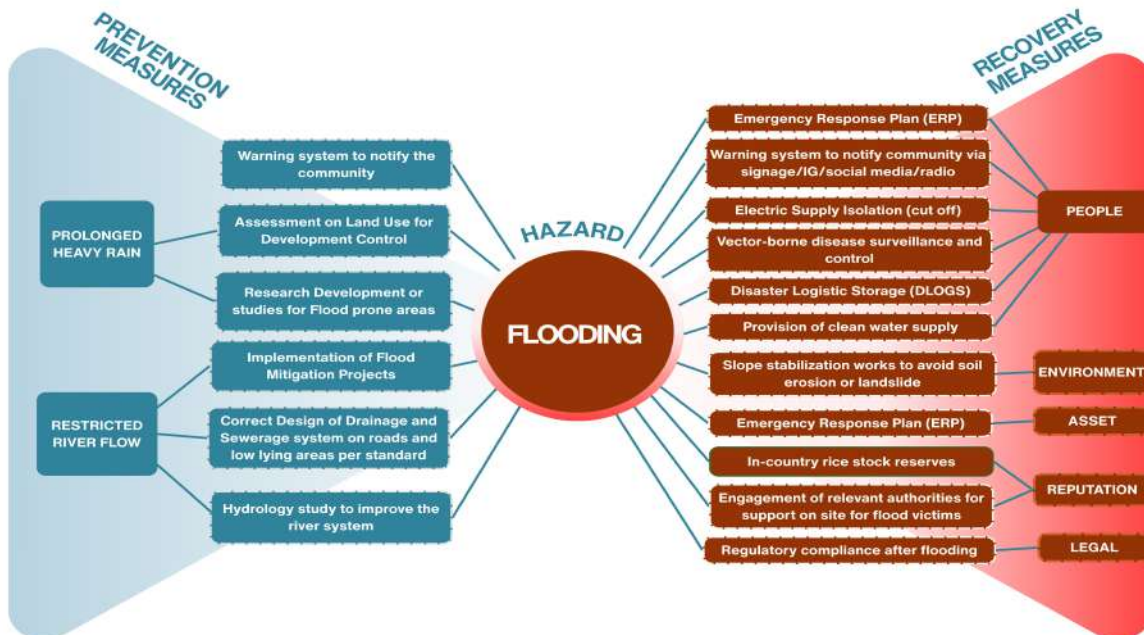 PREVENTION
MEASURES
RECOVERY
MEASURES
PROLONGED
HEAVY RAIN
RESTRICTED
RIVER FLOW
Warning system to notify the
community
Assessment on Land Use for
Development Control
Research Development or
studies for Flood prone areas
Implementation of Flood
Mitigation Projects
Correct Design of Drainage and
Sewerage system on roads and
low lying areas per standard
Hydrology study to improve the
river system
HAZARD
FLOODING
Emergency Response Plan (ERP)
Warning system to notify community via
signage/IG/social media/radio
Electric Supply Isolation (cut off)
Vector-borne disease surveillance and
control
Disaster Logistic Storage (DLOGS)
Provision of clean water supply
Slope stabilization works to avoid soil
erosion or landslide
Emergency Response Plan (ERP)
In-country rice stock reserves
Engagement of relevant authorities for
support on site for flood victims
Regulatory compliance after flooding
PEOPLE
ENVIRONMENT
ASSET
REPUTATION
LEGAL